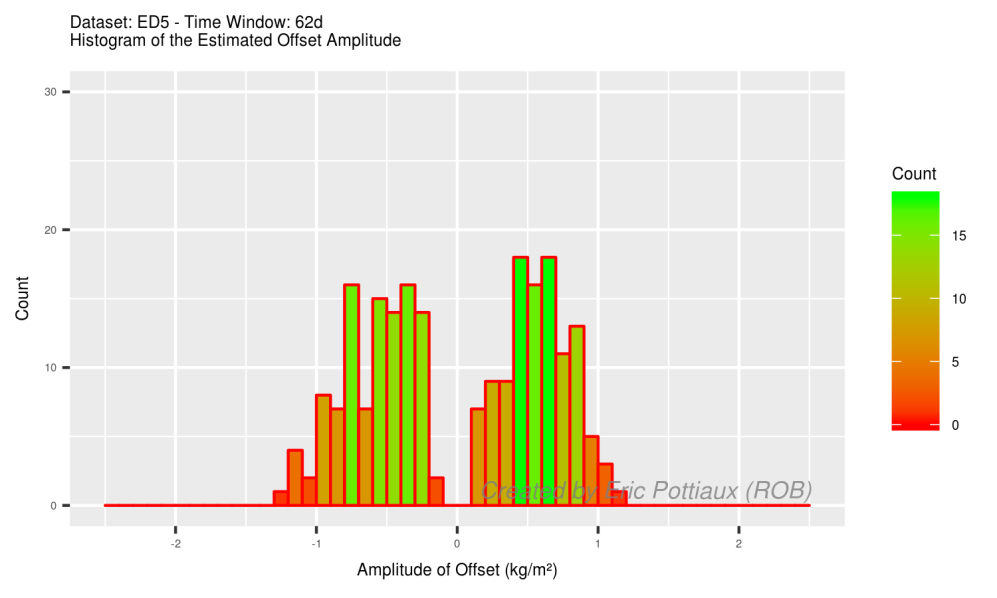 Dataset: ED5 - Time Window: 62d
Histogram of the Estimated Offset Amplitude
Count
30
20
10
0
-2
-1
0
1
2
Amplitude of Offset (kg/m²)
Created by Eric Pottiaux (ROB)
Count
15
10
5
0